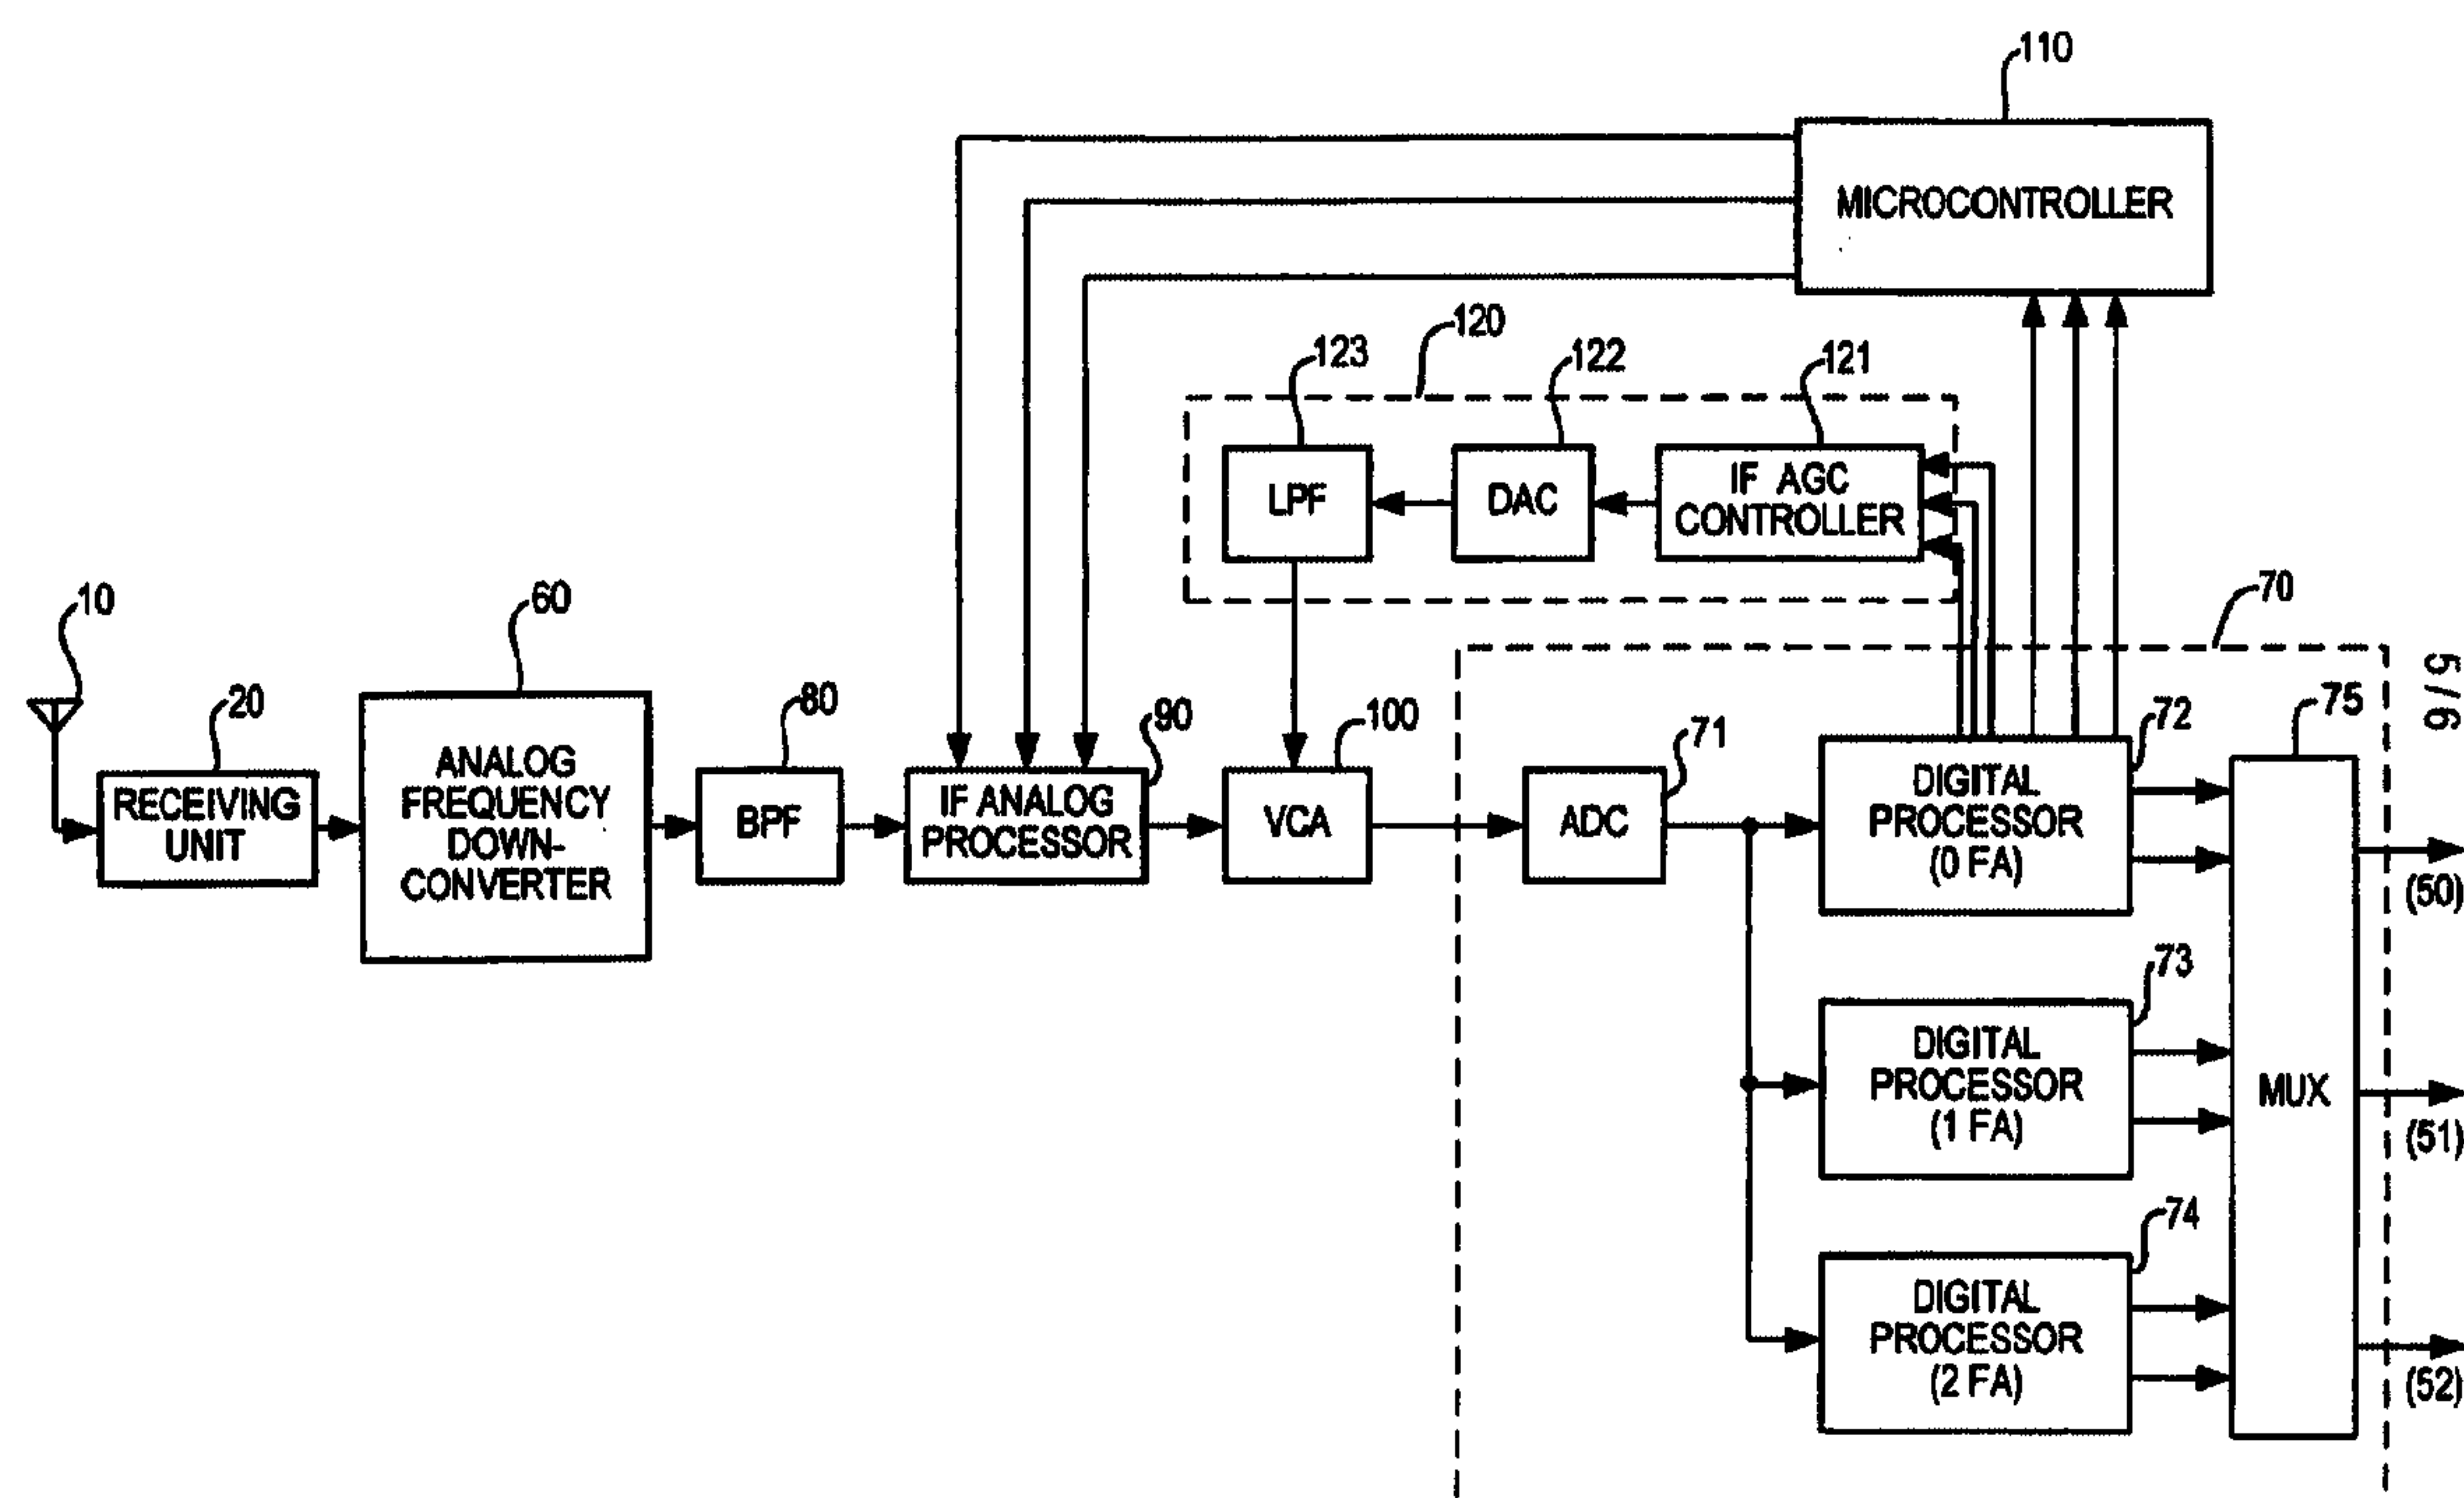 110
MICROCONTROLLER
120
123
122
121
LPF
DAC
IF AGC
CONTROLLER
10
60
70
5/6
20
80
90
100
71
72
75
RECEIVING
UNIT
ANALOG
FREQUENCY
DOWN-
CONVERTER
BPF
IF ANALOG
PROCESSOR
VCA
ADC
DIGITAL
PROCESSOR
(0 FA)
(50)
73
DIGITAL
PROCESSOR
(1 FA)
MUX
(51)
74
DIGITAL
PROCESSOR
(2 FA)
(52)